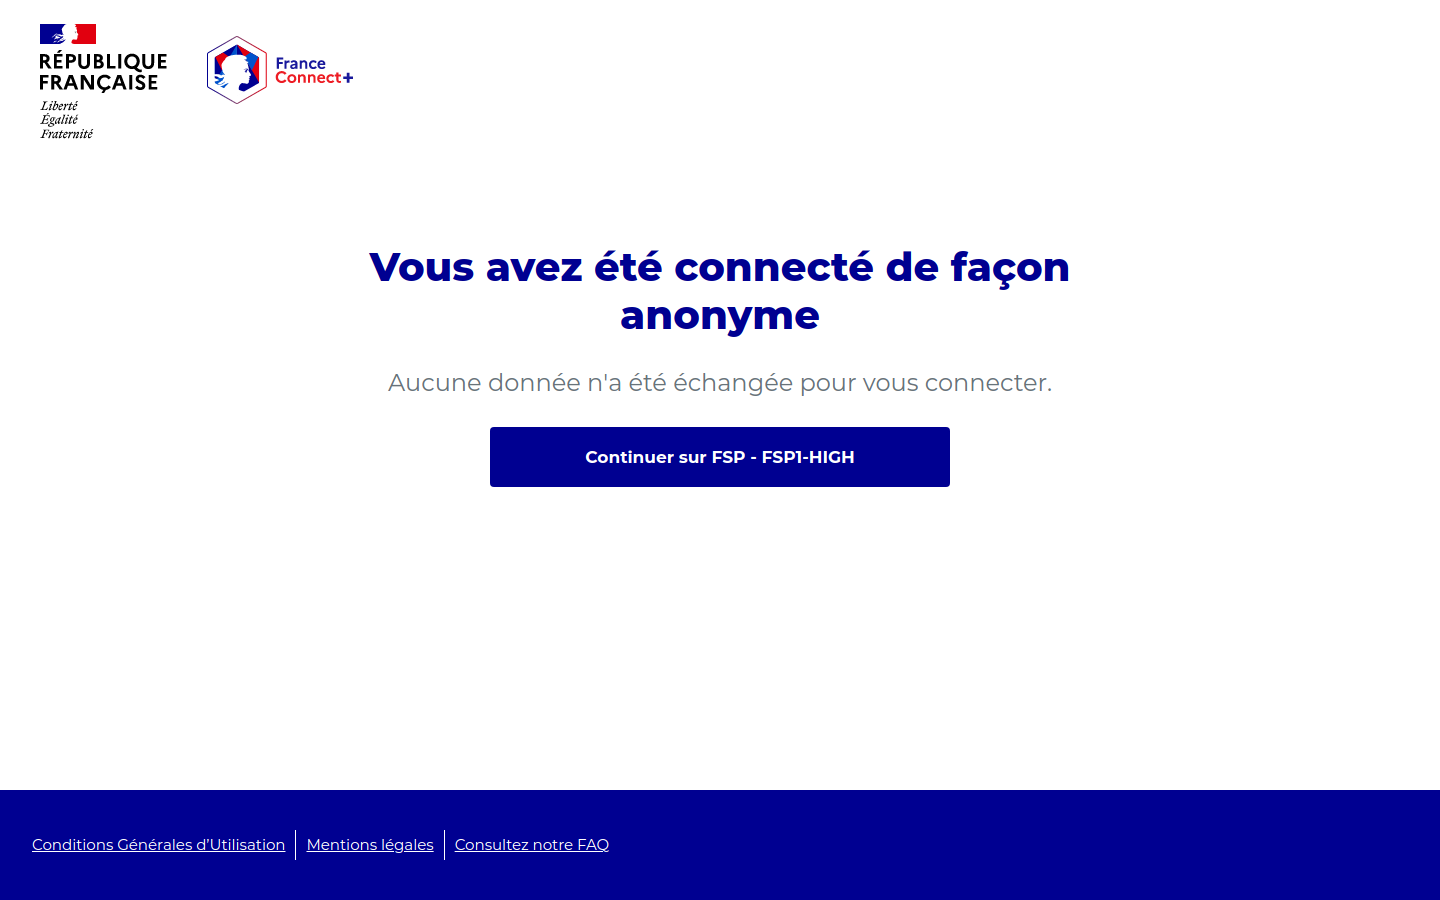 RÉPUBLIQUE
FRANÇAISE
Liberté
Égalité
Fraternité
France
Connect+
Vous avez été connecté de façon
anonyme
Aucune donnée n'a été échangée pour vous connecter.
Continuer sur FSP - FSP1-HIGH
Conditions Générales d’Utilisation
Mentions légales
Consultez notre FAQ